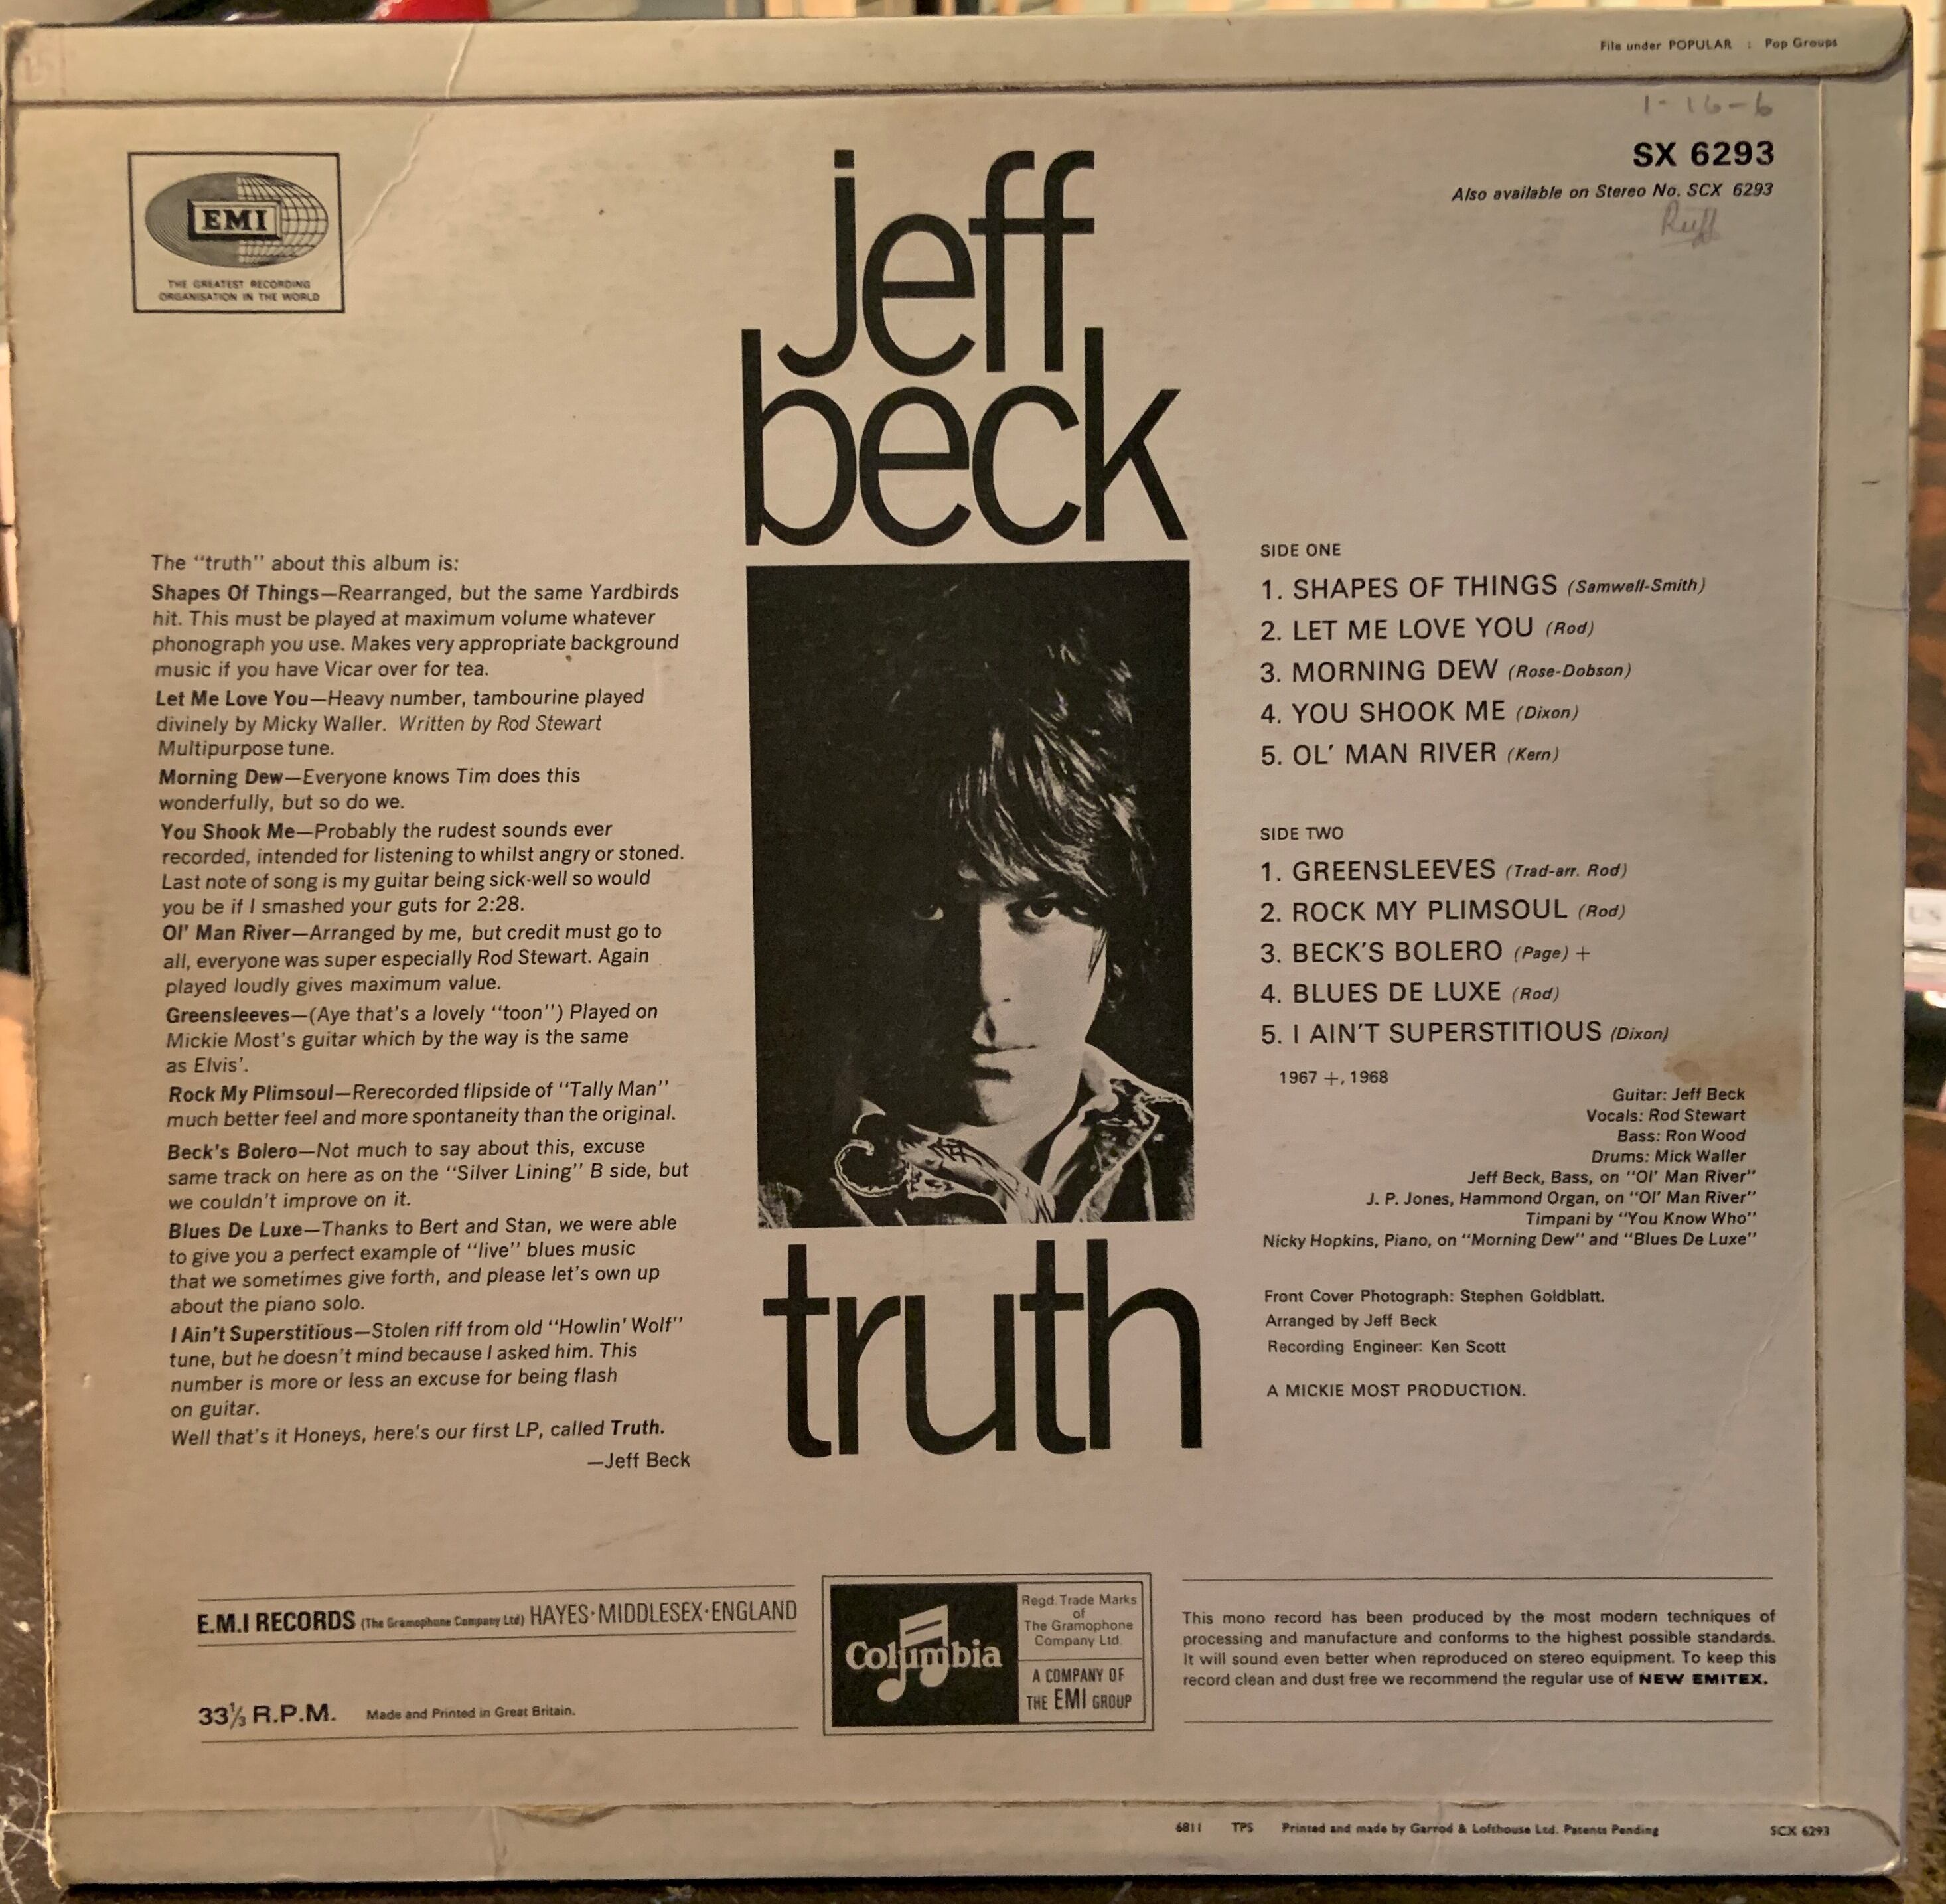 File under POPULAR : Pop Groups
1-16-6
SX 6293
Also available on Stereo No. SCX 6293
EMI
THE GREATEST RECORDING
ORGANISATION IN THE WORLD
jeff
beck
The "truth" about this album is:
Shapes Of Things—Rearranged, but the same Yardbirds
hit. This must be played at maximum volume whatever
phonograph you use. Makes very appropriate background
music if you have Vicar over for tea.
Let Me Love You—Heavy number, tambourine played
divinely by Micky Waller. Written by Rod Stewart
Multipurpose tune.
Morning Dew—Everyone knows Tim does this
wonderfully, but so do we.
You Shook Me—Probably the rudest sounds ever
recorded, intended for listening to whilst angry or stoned.
Last note of song is my guitar being sick-well so would
you be if I smashed your guts for 2:28.
Ol' Man River—Arranged by me, but credit must go to
all, everyone was super especially Rod Stewart. Again
played loudly gives maximum value.
Greensleeves—(Aye that's a lovely "toon") Played on
Mickie Most's guitar which by the way is the same
as Elvis'.
Rock My Plimsoul—Rerecorded flipside of "Tally Man"
much better feel and more spontaneity than the original.
Beck's Bolero—Not much to say about this, excuse
same track on here as on the "Silver Lining" B side, but
we couldn't improve on it.
Blues De Luxe—Thanks to Bert and Stan, we were able
to give you a perfect example of "live" blues music
that we sometimes give forth, and please let's own up
about the piano solo.
I Ain't Superstitious—Stolen riff from old "Howlin' Wolf"
tune, but he doesn't mind because I asked him. This
number is more or less an excuse for being flash
on guitar.
Well that's it Honeys, here's our first LP, called Truth.
—Jeff Beck
truth
SIDE ONE
1. SHAPES OF THINGS (Samwell-Smith)
2. LET ME LOVE YOU (Rod)
3. MORNING DEW (Rose-Dobson)
4. YOU SHOOK ME (Dixon)
5. OL' MAN RIVER (Kern)
SIDE TWO
1. GREENSLEEVES (Trad-arr. Rod)
2. ROCK MY PLIMSOUL (Rod)
3. BECK'S BOLERO (Page) +
4. BLUES DE LUXE (Rod)
5. I AIN'T SUPERSTITIOUS (Dixon)
1967 +, 1968
Guitar: Jeff Beck
Vocals: Rod Stewart
Bass: Ron Wood
Drums: Mick Waller
Jeff Beck, Bass, on "Ol' Man River"
J. P. Jones, Hammond Organ, on "Ol' Man River"
Timpani by "You Know Who"
Nicky Hopkins, Piano, on "Morning Dew" and "Blues De Luxe"
Front Cover Photograph: Stephen Goldblatt.
Arranged by Jeff Beck
Recording Engineer: Ken Scott
A MICKIE MOST PRODUCTION.
E.M.I RECORDS (The Gramophone Company Ltd) HAYES·MIDDLESEX·ENGLAND
33⅓ R.P.M. Made and Printed in Great Britain.
Columbia
Regd. Trade Marks
of
The Gramophone
Company Ltd.
A COMPANY OF
THE EMI GROUP
This mono record has been produced by the most modern techniques of
processing and manufacture and conforms to the highest possible standards.
It will sound even better when reproduced on stereo equipment. To keep this
record clean and dust free we recommend the regular use of NEW EMITEX.
6811 TPS Printed and made by Garrod & Lofthouse Ltd. Patents Pending SCX 6293